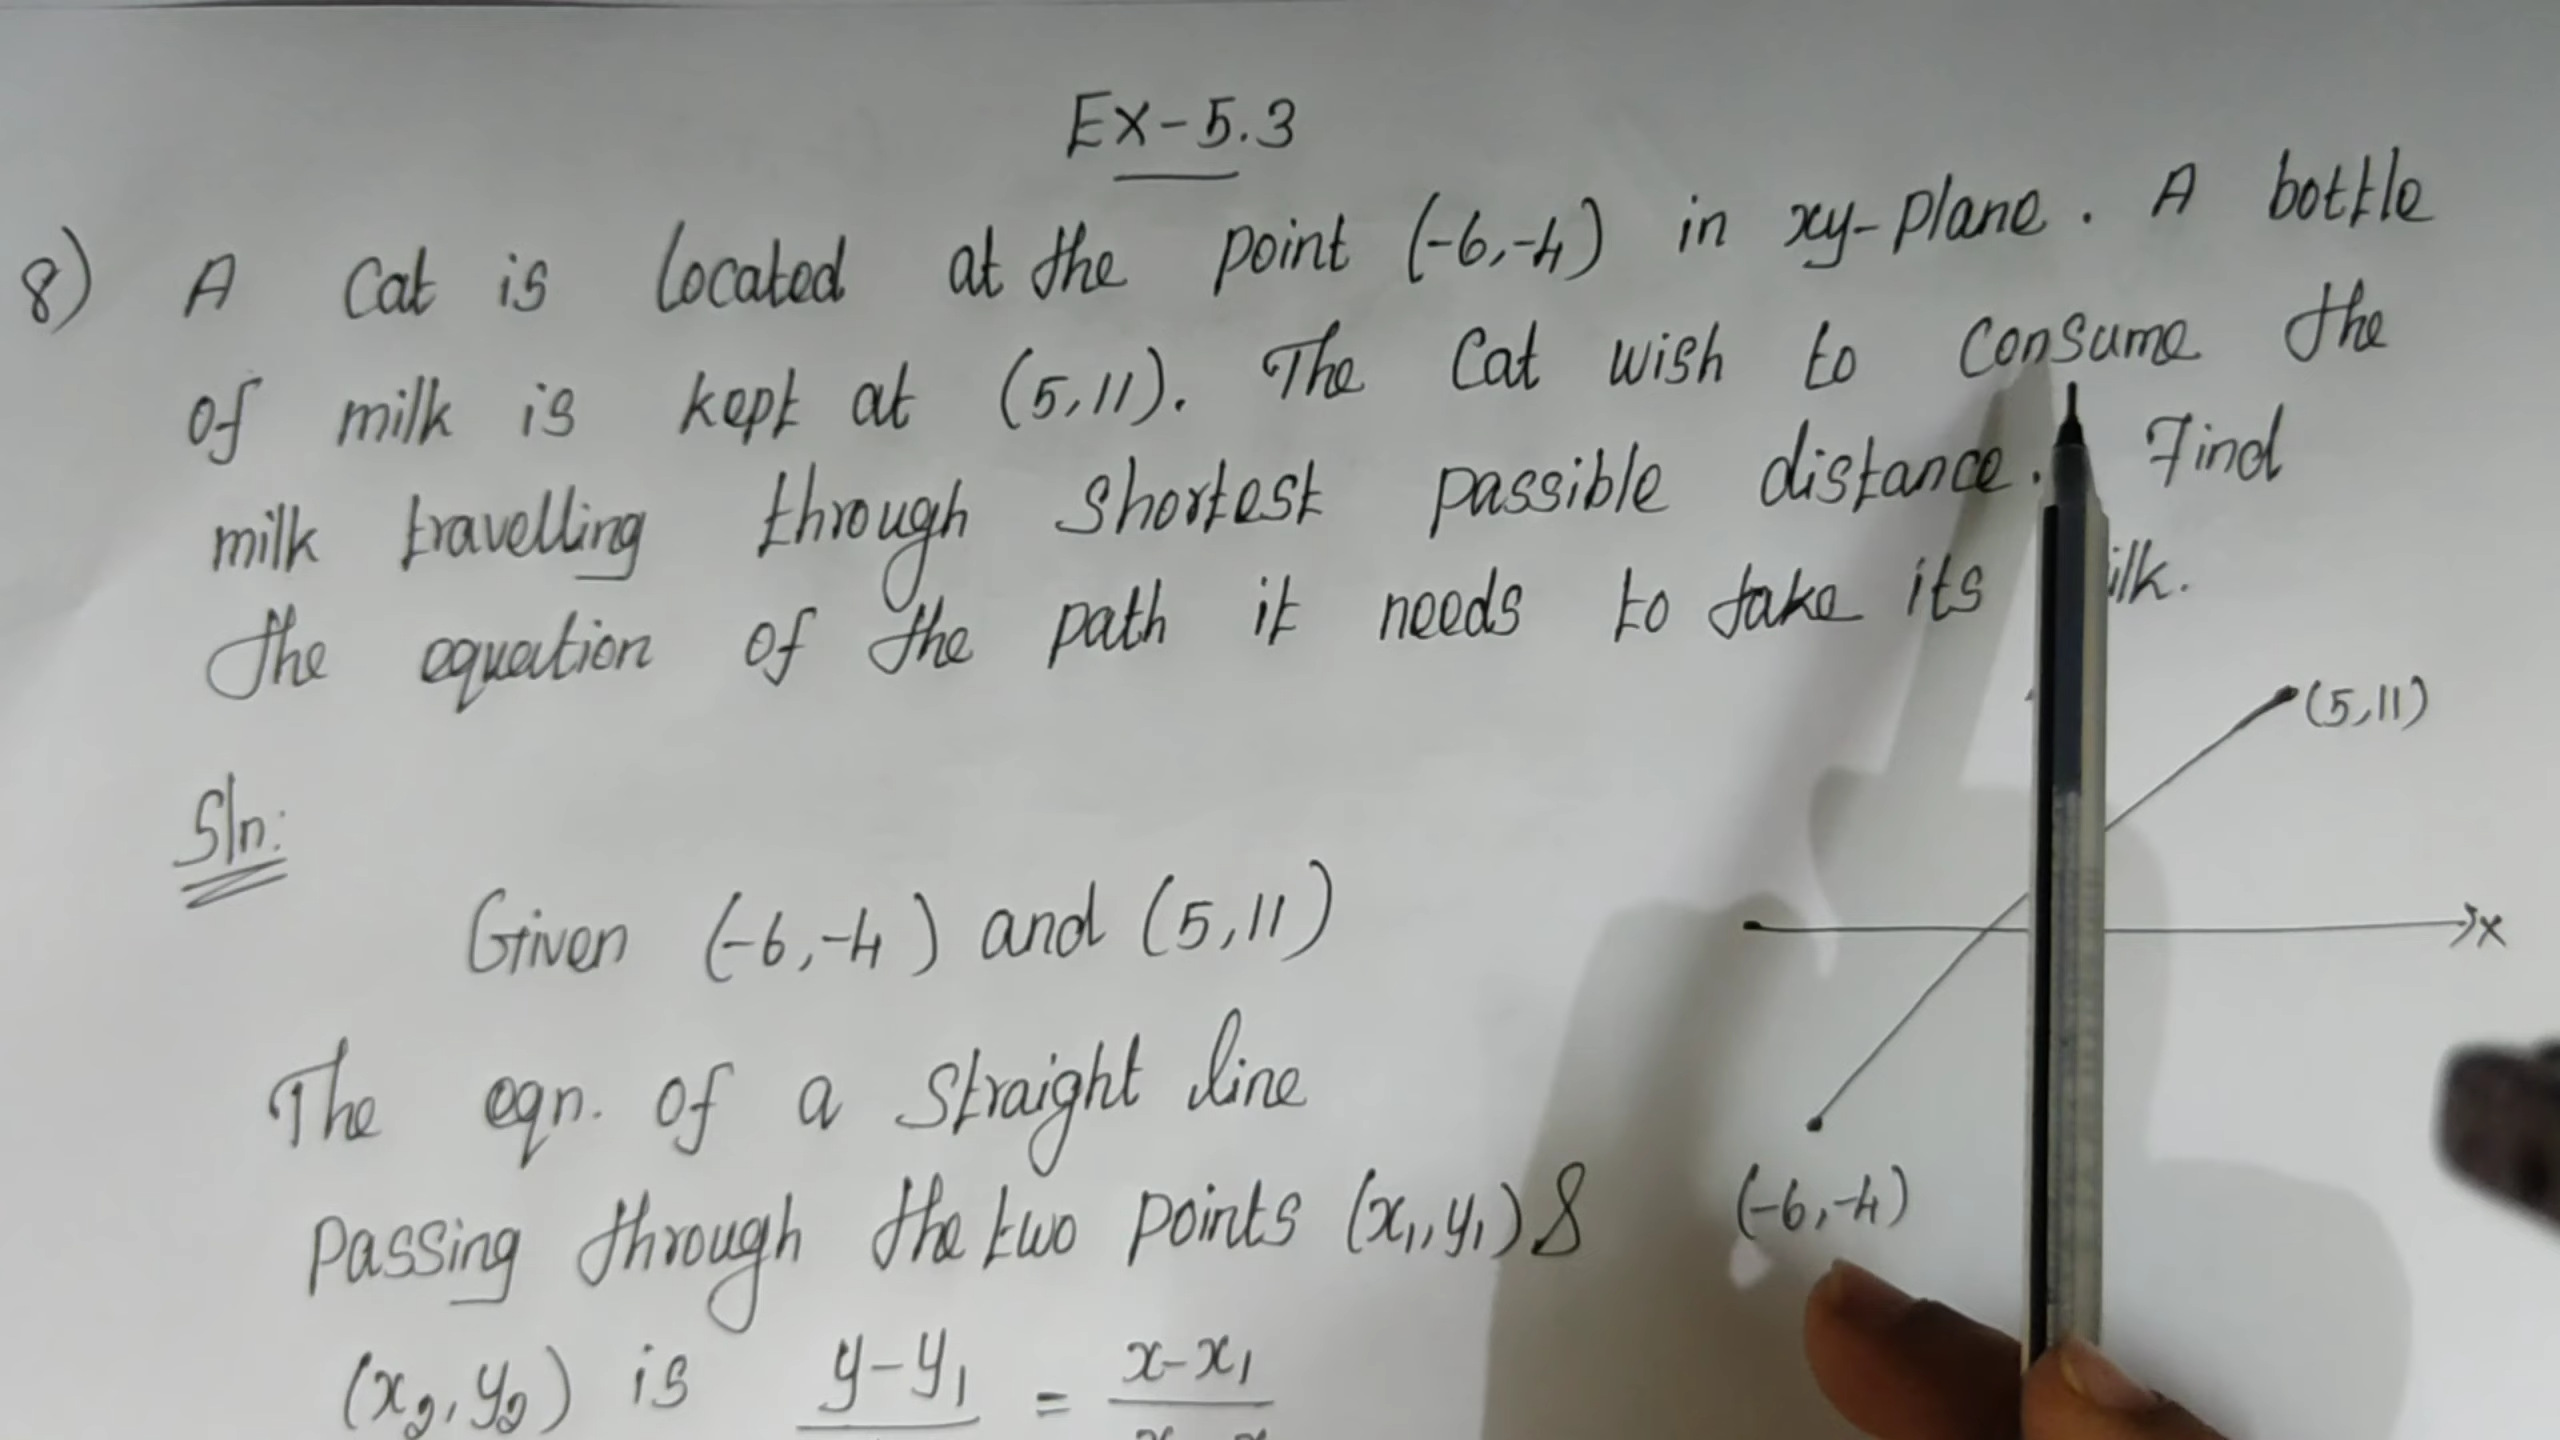 Ex-5.3
8) A Cat is located at the point (-6,-4) in xy-plane. A bottle
of milk is kept at (5,11). The Cat wish to consume the
milk travelling through shortest passible distance. Find
the equation of the path it needs to take its
(5,11)
Sln:
Given (-6,-4) and (5,11)
x
The eqn. of a straight line
passing through the two points (x₁,y₁) &
(-6,-4)
(x₂,y₂) is y-y₁ = x-x₁